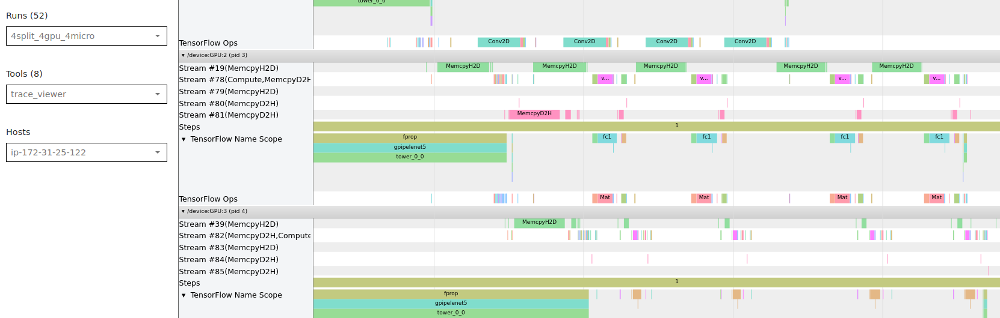 Runs (52)
4split_4gpu_4micro
Tools (8)
trace_viewer
Hosts
ip-172-31-25-122
tower_0_0
TensorFlow Ops Conv2D Conv2D Conv2D Conv2D
▾ /device:GPU:2 (pid 3)
Stream #19(MemcpyH2D) MemcpyH2D MemcpyH2D MemcpyH2D MemcpyH2D MemcpyH2D
Stream #78(Compute,MemcpyD2H v... v... v... v...
Stream #79(MemcpyH2D)
Stream #80(MemcpyD2H)
Stream #81(MemcpyD2H) MemcpyD2H
Steps 1
▾ TensorFlow Name Scope fprop fc1 fc1 fc1 fc1
gpipelenet5
tower_0_0
TensorFlow Ops Mat Mat Mat Mat
▾ /device:GPU:3 (pid 4)
Stream #39(MemcpyH2D) MemcpyH2D
Stream #82(MemcpyD2H,Compute
Stream #83(MemcpyH2D)
Stream #84(MemcpyD2H)
Stream #85(MemcpyD2H)
Steps 1
▾ TensorFlow Name Scope fprop
gpipelenet5
tower_0_0